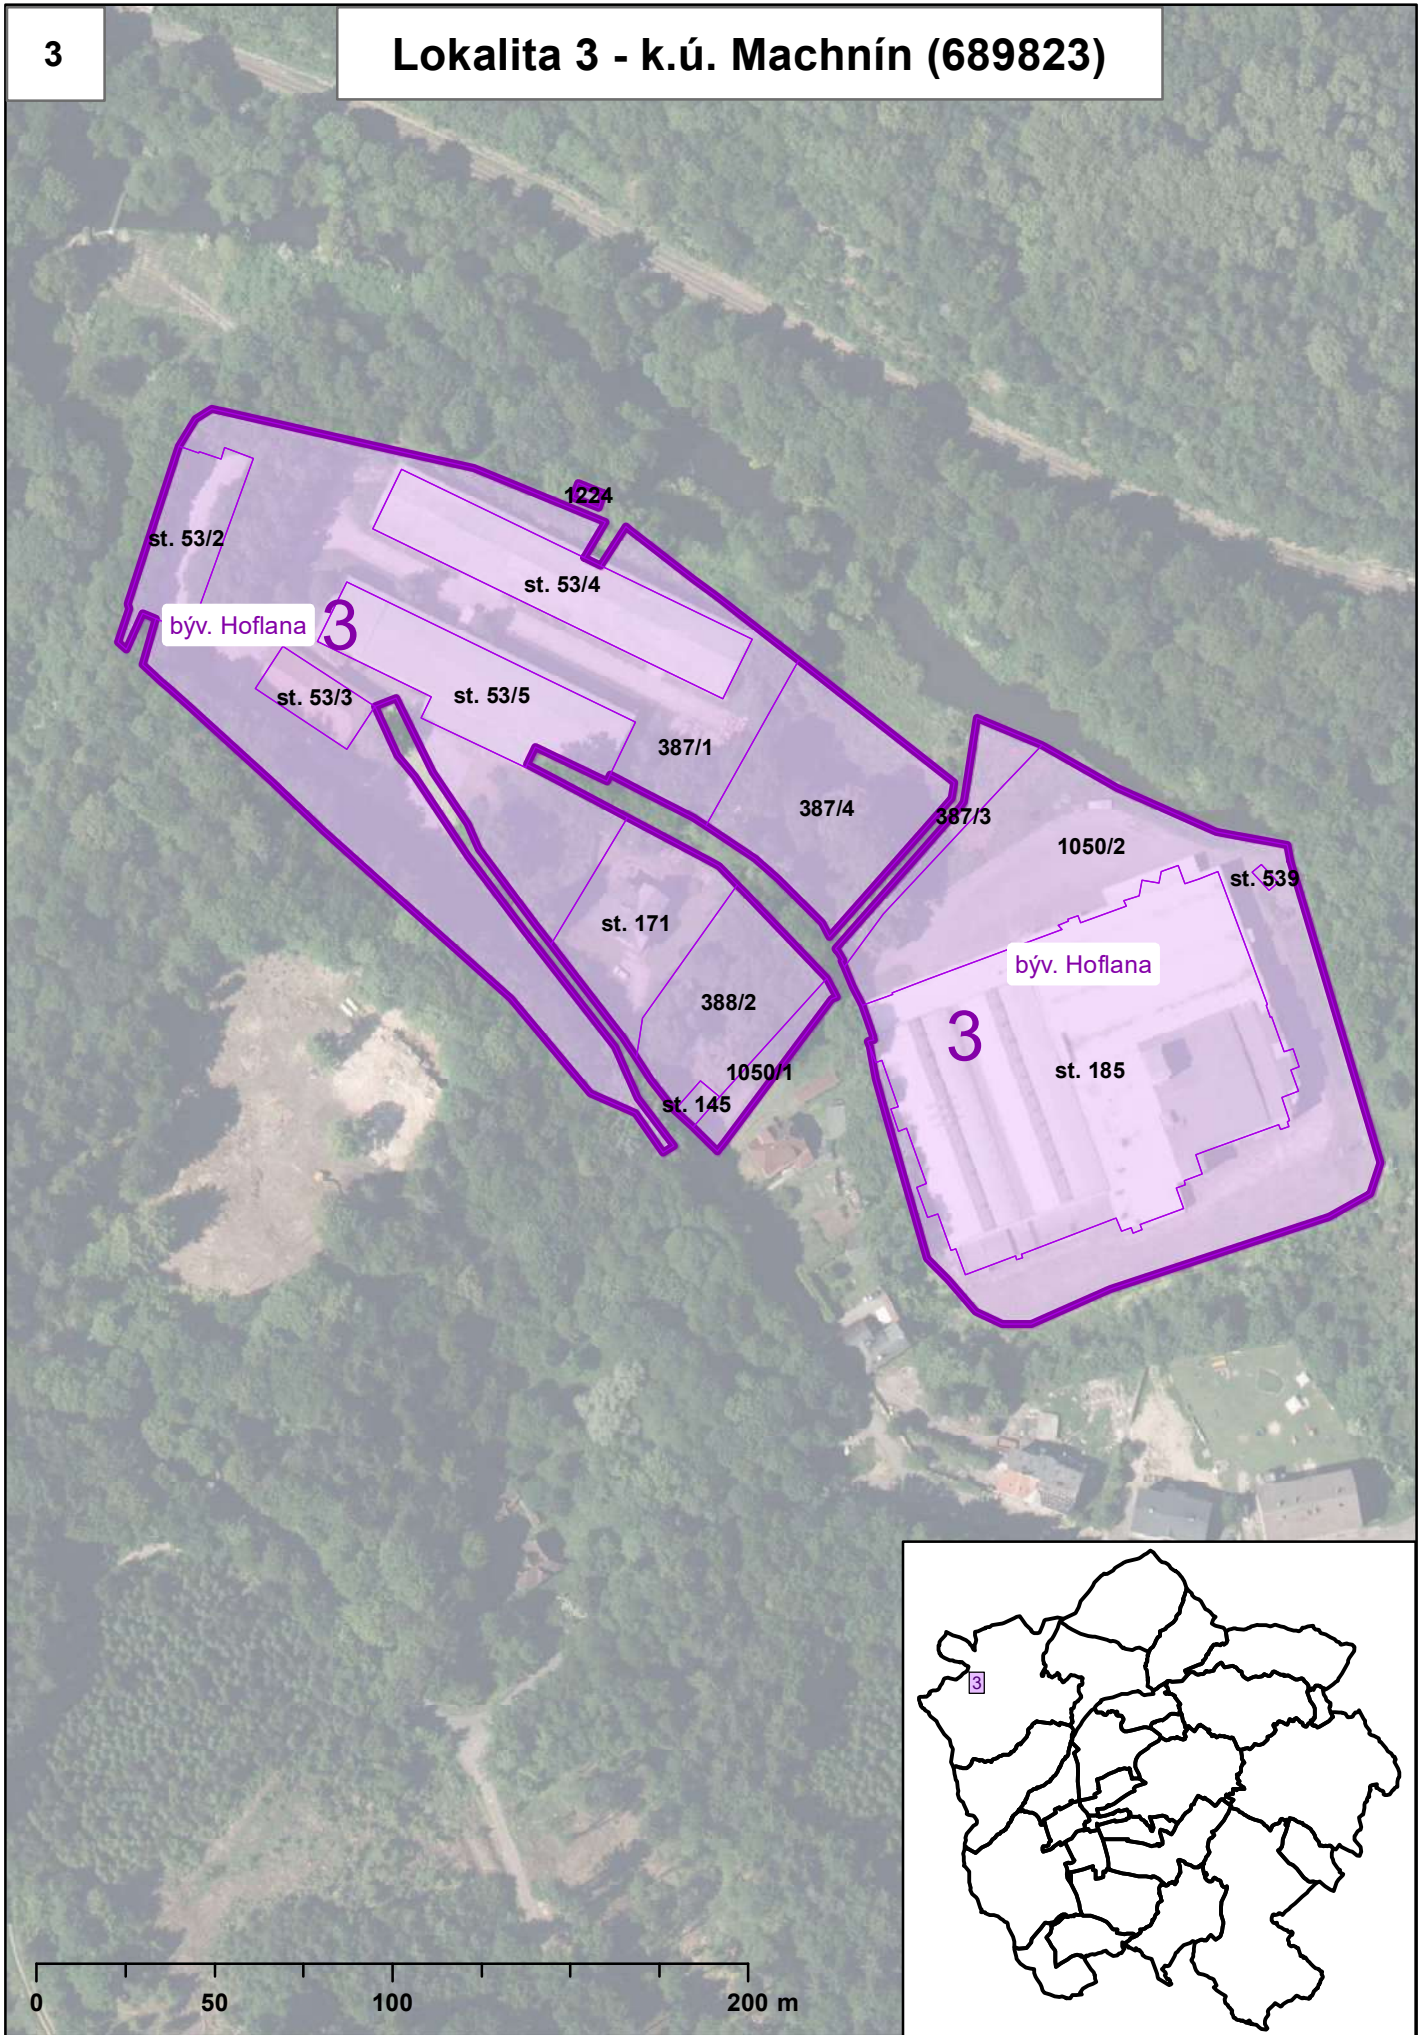 3
Lokalita 3 - k.ú. Machnín (689823)
1224
st. 53/2
st. 53/4
býv. Hoflana
3
st. 53/3
st. 53/5
387/1
387/4
387/3
1050/2
st. 539
st. 171
býv. Hoflana
388/2
3
st. 185
1050/1
st. 145
3
0
50
100
200 m